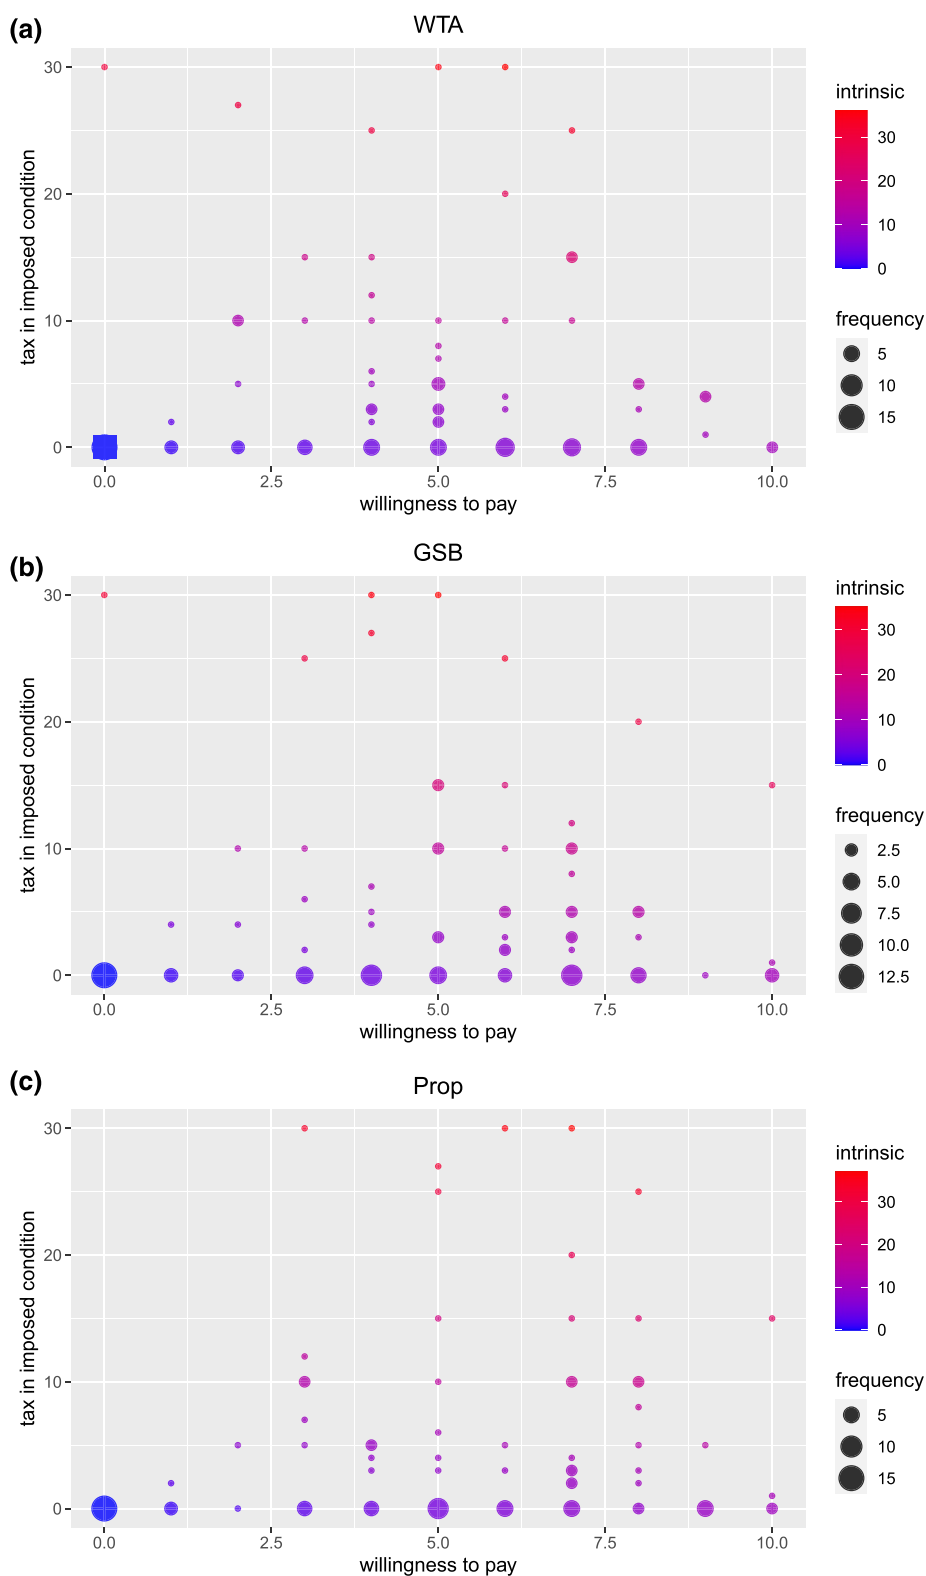 (a)
WTA
tax in imposed condition
30
20
10
0
0.0 2.5 5.0 7.5 10.0
willingness to pay
intrinsic
30
20
10
0
frequency
5
10
15
(b)
GSB
tax in imposed condition
30
20
10
0
0.0 2.5 5.0 7.5 10.0
willingness to pay
intrinsic
30
20
10
0
frequency
2.5
5.0
7.5
10.0
12.5
(c)
Prop
tax in imposed condition
30
20
10
0
0.0 2.5 5.0 7.5 10.0
willingness to pay
intrinsic
30
20
10
0
frequency
5
10
15